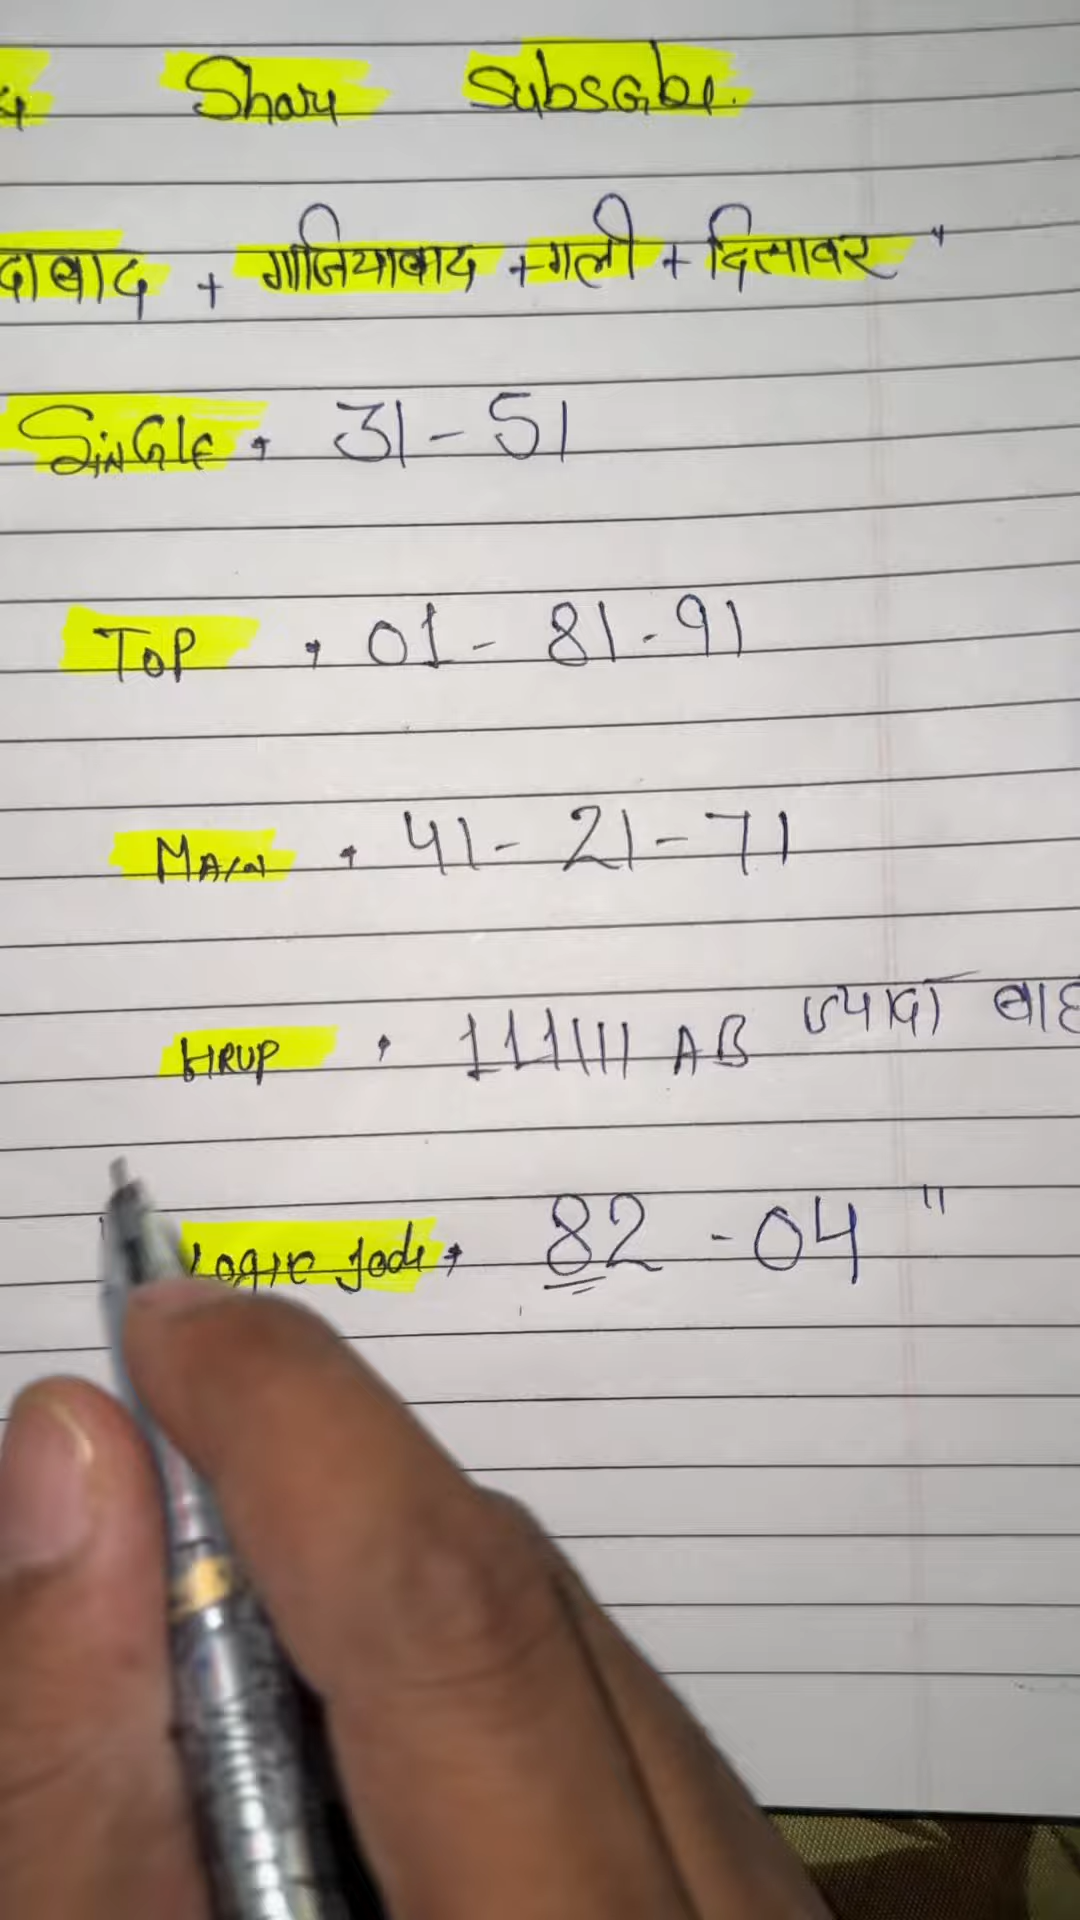 Share Subscribe.
दाबाद + गाजियाबाद + गली + दिसावर "
SiNGLE • 31 - 51
ToP • 01 - 81 - 91
MAIN • 41 - 21 - 71
HRUP • 111111 AB ज्यादा
Logic Jodi • 82 - 04 "